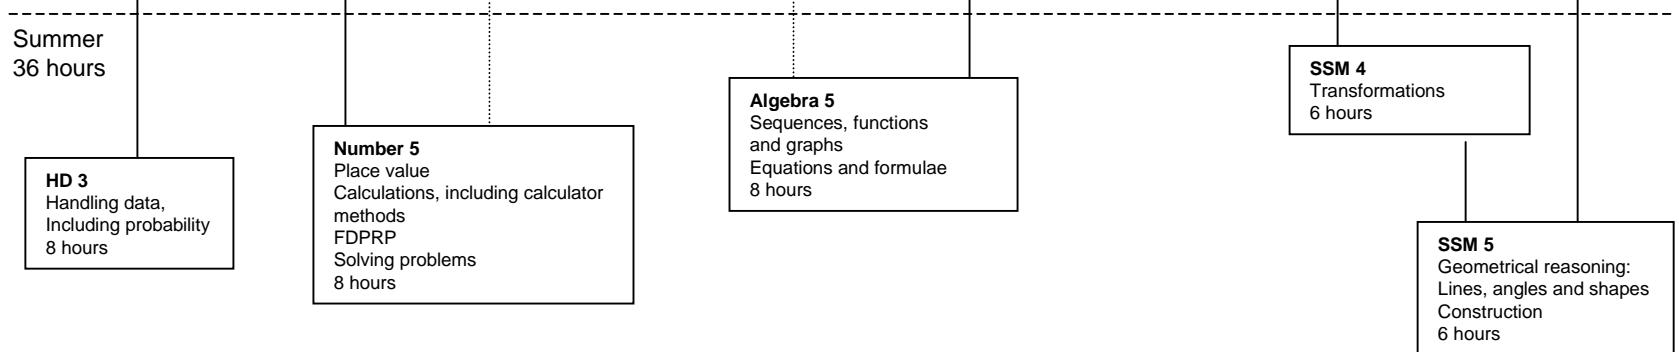 Summer
36 hours
HD 3
Handling data,
Including probability
8 hours
Number 5
Place value
Calculations, including calculator
methods
FDPRP
Solving problems
8 hours
Algebra 5
Sequences, functions
and graphs
Equations and formulae
8 hours
SSM 4
Transformations
6 hours
SSM 5
Geometrical reasoning:
Lines, angles and shapes
Construction
6 hours